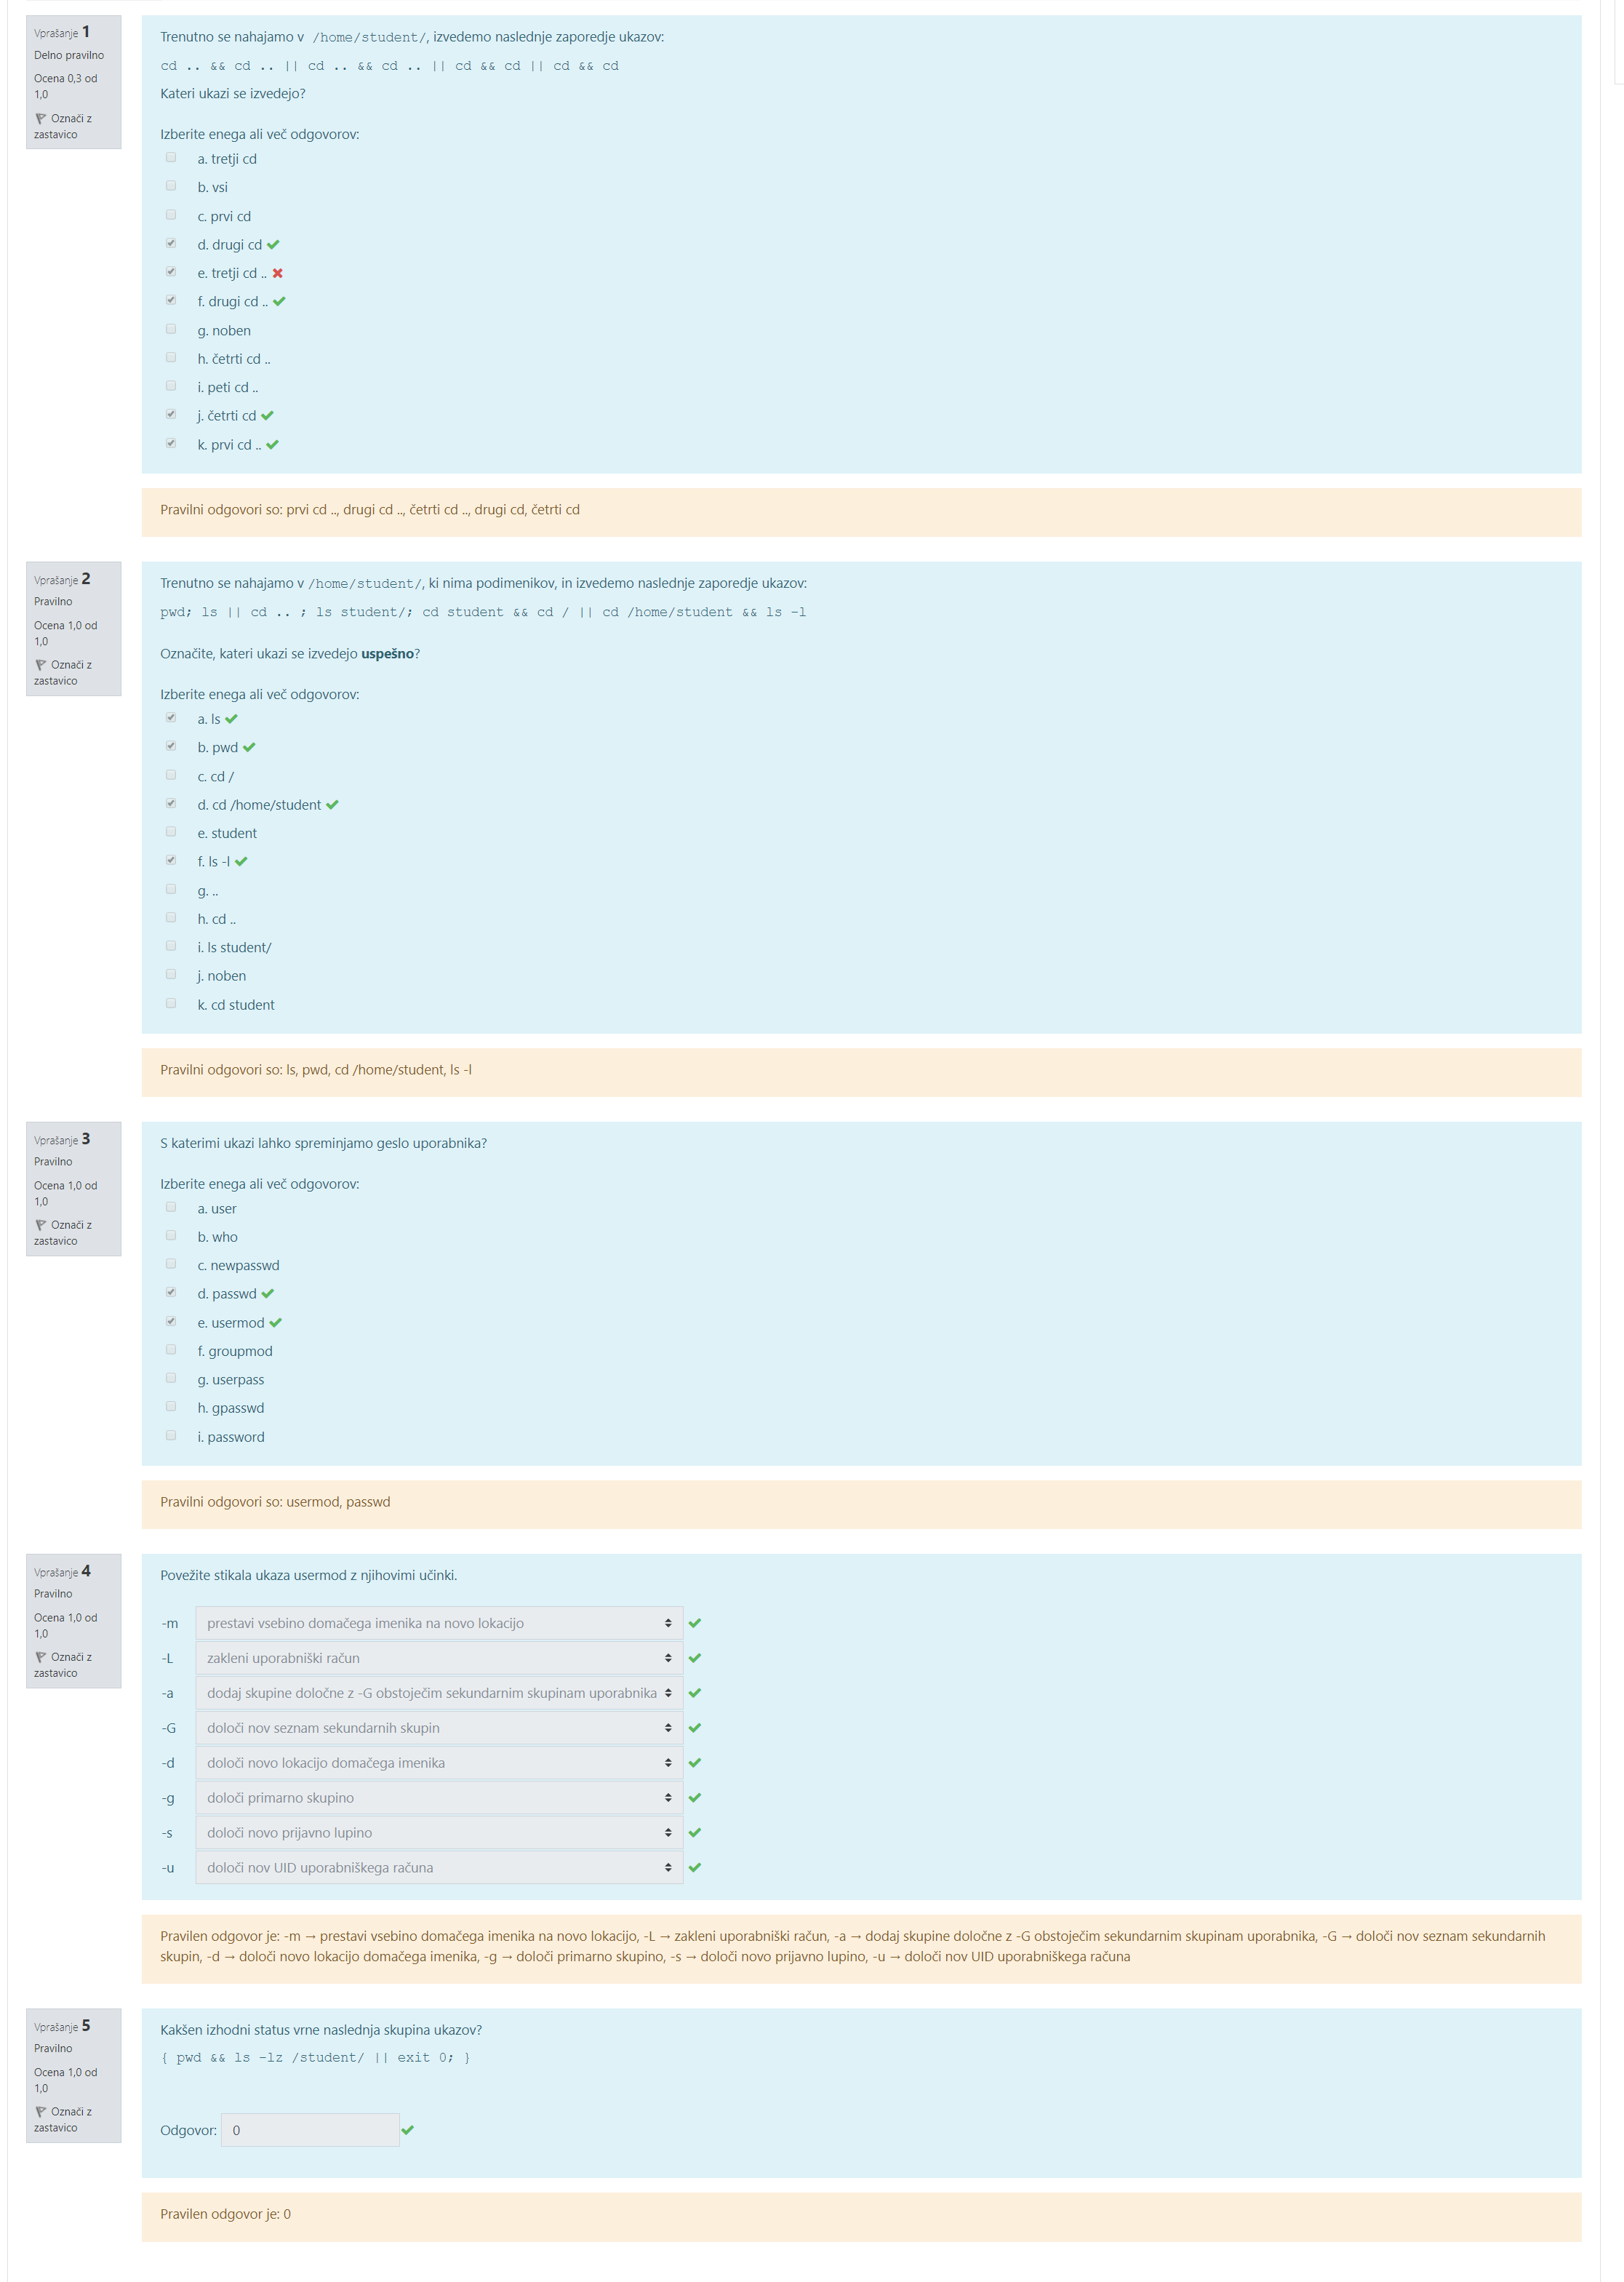 Vprašanje 1
Delno pravilno
Ocena 0,3 od
1,0
Označi z
zastavico
Trenutno se nahajamo v /home/student/, izvedemo naslednje zaporedje ukazov:
cd .. && cd .. || cd .. && cd .. || cd && cd || cd && cd
Kateri ukazi se izvedejo?
Izberite enega ali več odgovorov:
a. tretji cd
b. vsi
c. prvi cd
d. drugi cd
e. tretji cd ..
f. drugi cd ..
g. noben
h. četrti cd ..
i. peti cd ..
j. četrti cd
k. prvi cd ..
Pravilni odgovori so: prvi cd .., drugi cd .., četrti cd .., drugi cd, četrti cd
Vprašanje 2
Pravilno
Ocena 1,0 od
1,0
Označi z
zastavico
Trenutno se nahajamo v /home/student/, ki nima podimenikov, in izvedemo naslednje zaporedje ukazov:
pwd; ls || cd .. ; ls student/; cd student && cd / || cd /home/student && ls -l
Označite, kateri ukazi se izvedejo uspešno?
Izberite enega ali več odgovorov:
a. ls
b. pwd
c. cd /
d. cd /home/student
e. student
f. ls -l
g. ..
h. cd ..
i. ls student/
j. noben
k. cd student
Pravilni odgovori so: ls, pwd, cd /home/student, ls -l
Vprašanje 3
Pravilno
Ocena 1,0 od
1,0
Označi z
zastavico
S katerimi ukazi lahko spreminjamo geslo uporabnika?
Izberite enega ali več odgovorov:
a. user
b. who
c. newpasswd
d. passwd
e. usermod
f. groupmod
g. userpass
h. gpasswd
i. password
Pravilni odgovori so: usermod, passwd
Vprašanje 4
Pravilno
Ocena 1,0 od
1,0
Označi z
zastavico
Povežite stikala ukaza usermod z njihovimi učinki.
-m prestavi vsebino domačega imenika na novo lokacijo
-L zakleni uporabniški račun
-a dodaj skupine določne z -G obstoječim sekundarnim skupinam uporabnika
-G določi nov seznam sekundarnih skupin
-d določi novo lokacijo domačega imenika
-g določi primarno skupino
-s določi novo prijavno lupino
-u določi nov UID uporabniškega računa
Pravilen odgovor je: -m → prestavi vsebino domačega imenika na novo lokacijo, -L → zakleni uporabniški račun, -a → dodaj skupine določne z -G obstoječim sekundarnim skupinam uporabnika, -G → določi nov seznam sekundarnih
skupin, -d → določi novo lokacijo domačega imenika, -g → določi primarno skupino, -s → določi novo prijavno lupino, -u → določi nov UID uporabniškega računa
Vprašanje 5
Pravilno
Ocena 1,0 od
1,0
Označi z
zastavico
Kakšen izhodni status vrne naslednja skupina ukazov?
{ pwd && ls -lz /student/ || exit 0; }
Odgovor: 0
Pravilen odgovor je: 0